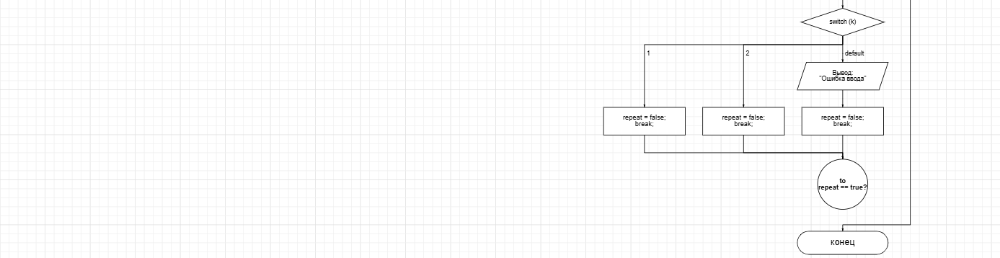 switch (k)
1
2
default
Вывод:
"Ошибка ввода"
repeat = false;
break;
repeat = false;
break;
repeat = false;
break;
to
repeat == true?
конец